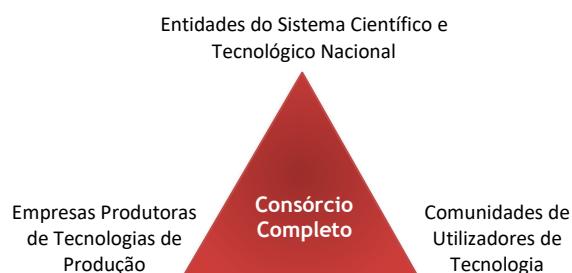 Entidades do Sistema Científico e
Tecnológico Nacional
Consórcio
Completo
Empresas Produtoras
de Tecnologias de
Produção
Comunidades de
Utilizadores de
Tecnologia